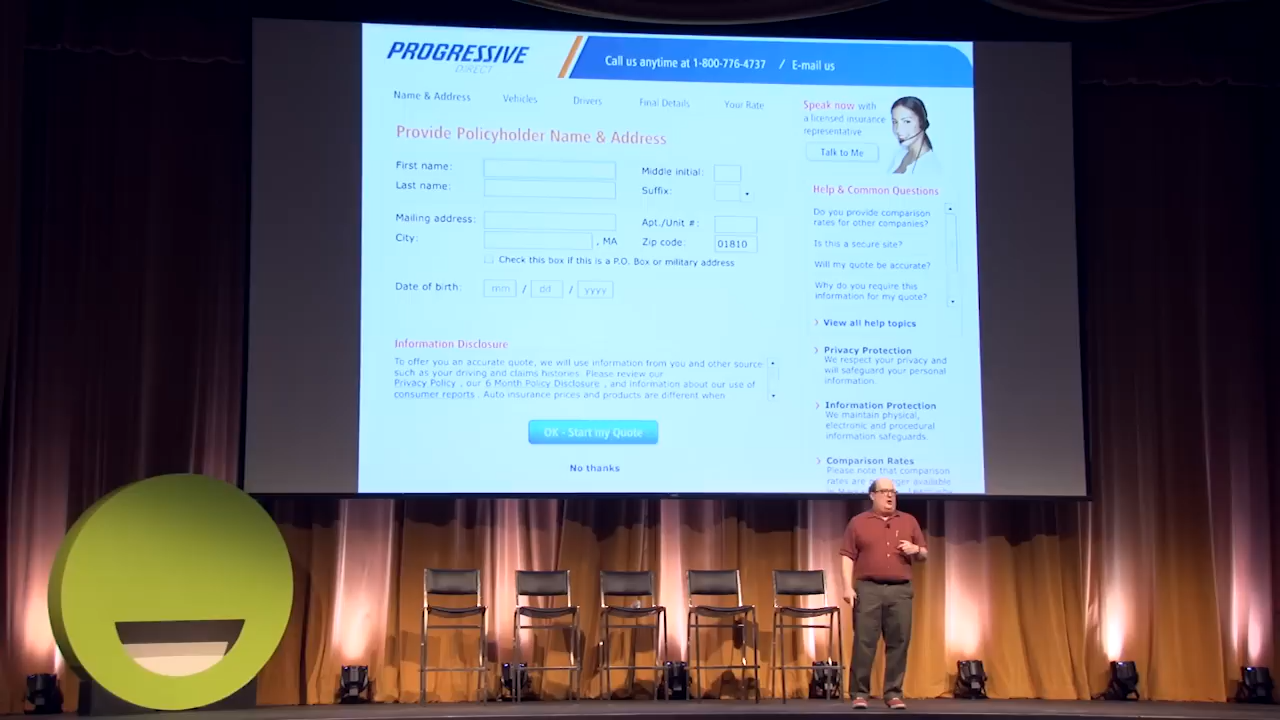 PROGRESSIVE
DIRECT
Call us anytime at 1-800-776-4737 / E-mail us
Name & Address Vehicles Drivers Final Details Your Rate
Provide Policyholder Name & Address
First name: Middle initial:
Last name: Suffix:
Mailing address: Apt./Unit #:
City: , MA Zip code: 01810
Check this box if this is a P.O. Box or military address
Date of birth: mm / dd / yyyy
Information Disclosure
To offer you an accurate quote, we will use information from you and other source
such as your driving and claims histories. Please review our
Privacy Policy , our 6 Month Policy Disclosure , and information about our use of
consumer reports . Auto insurance prices and products are different when
OK - Start my Quote
No thanks
Speak now with
a licensed insurance
representative
Talk to Me
Help & Common Questions
Do you provide comparison
rates for other companies?
Is this a secure site?
Will my quote be accurate?
Why do you require this
information for my quote?
View all help topics
Privacy Protection
We respect your privacy and
will safeguard your personal
information.
Information Protection
We maintain physical,
electronic and procedural
information safeguards.
Comparison Rates
Please note that comparison
rates are available